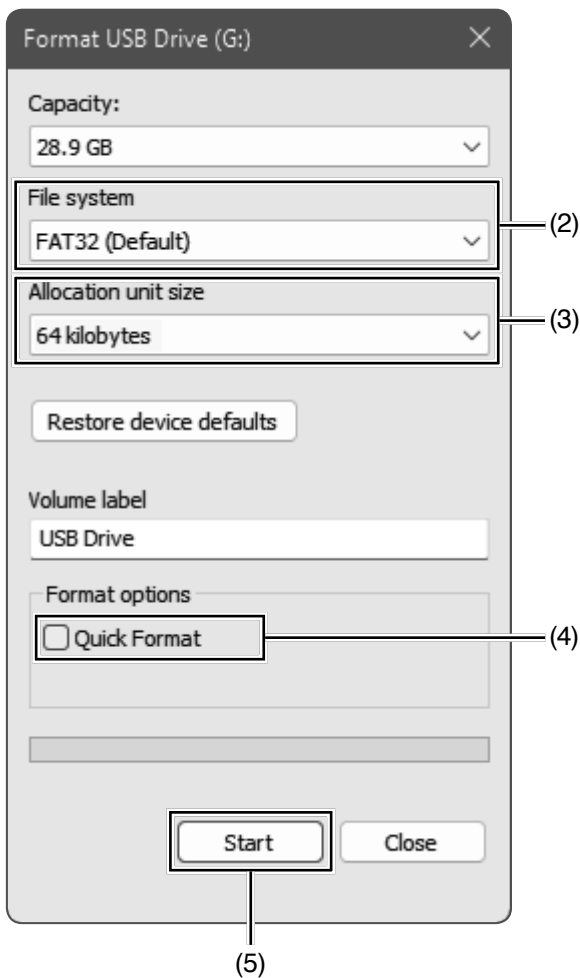 Format USB Drive (G:)
Capacity:
28.9 GB
File system
FAT32 (Default)
(2)
Allocation unit size
64 kilobytes
(3)
Restore device defaults
Volume label
USB Drive
Format options
Quick Format
(4)
Start
Close
(5)